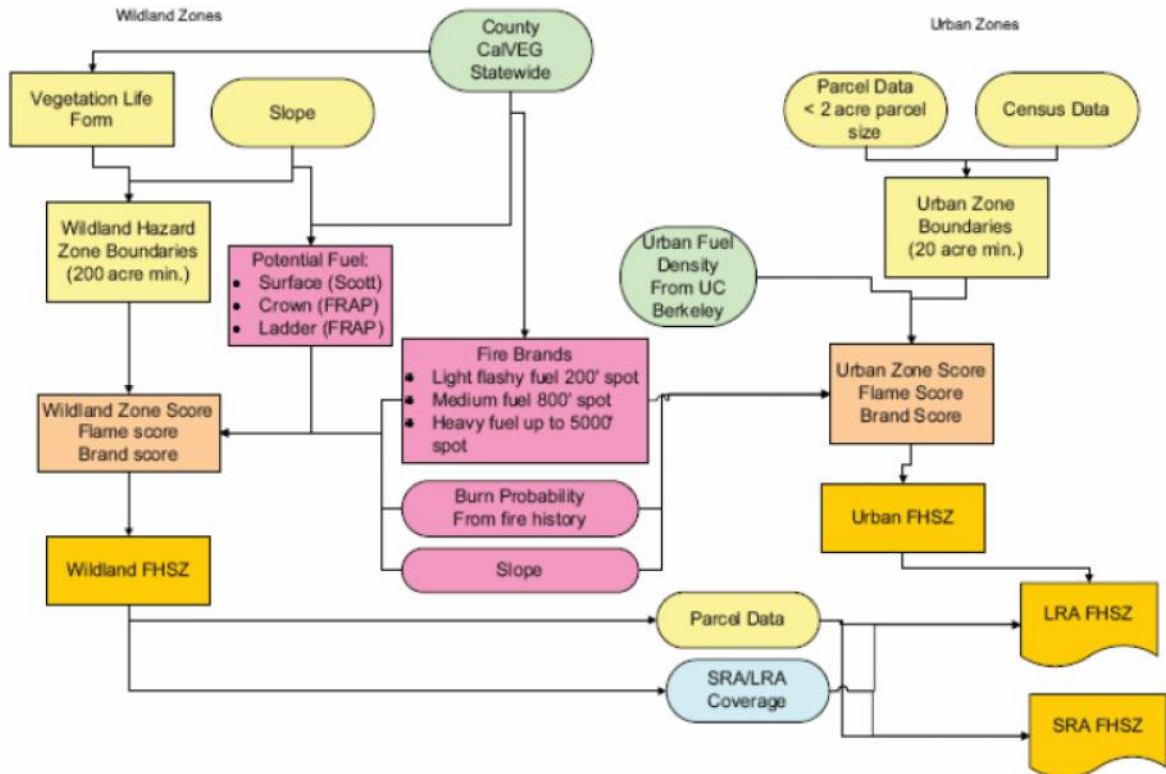 Wildland Zones
Urban Zones
County
CalVEG
Statewide
Vegetation Life
Form
Slope
Parcel Data
< 2 acre parcel
size
Census Data
Wildland Hazard
Zone Boundaries
(200 acre min.)
Potential Fuel:
• Surface (Scott)
• Crown (FRAP)
• Ladder (FRAP)
Urban Fuel
Density
From UC
Berkeley
Urban Zone
Boundaries
(20 acre min.)
Fire Brands
• Light flashy fuel 200' spot
• Medium fuel 800' spot
• Heavy fuel up to 5000'
spot
Wildland Zone Score
Flame score
Brand score
Urban Zone Score
Flame Score
Brand Score
Burn Probability
From fire history
Urban FHSZ
Wildland FHSZ
Slope
Parcel Data
LRA FHSZ
SRA/LRA
Coverage
SRA FHSZ